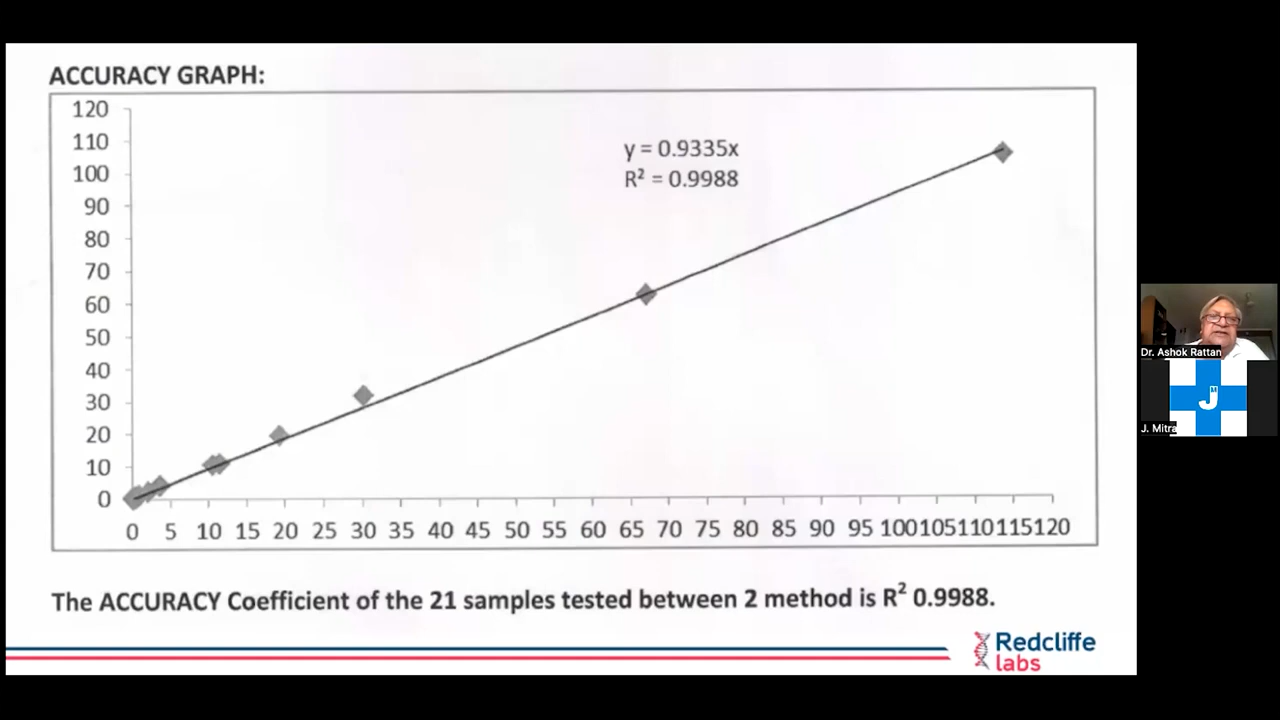 ACCURACY GRAPH:
120
110
100
90
80
70
60
50
40
30
20
10
0
y = 0.9335x
R² = 0.9988
0 5 10 15 20 25 30 35 40 45 50 55 60 65 70 75 80 85 90 95 100105110115120
The ACCURACY Coefficient of the 21 samples tested between 2 method is R² 0.9988.
Redcliffe
labs
Dr. Ashok Rattan
JM
J. Mitra